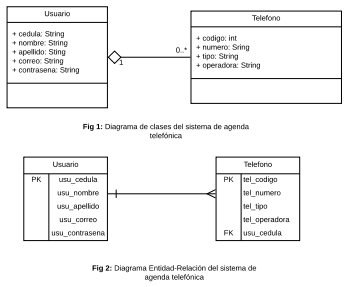 Usuario
+ cedula: String
+ nombre: String
+ apellido: String
+ correo: String
+ contrasena: String
1
0..*
Telefono
+ codigo: int
+ numero: String
+ tipo: String
+ operadora: String
Fig 1: Diagrama de clases del sistema de agenda
telefónica
Usuario
PK usu_cedula
usu_nombre
usu_apellido
usu_correo
usu_contrasena
Telefono
PK tel_codigo
tel_numero
tel_tipo
tel_operadora
FK usu_cedula
Fig 2: Diagrama Entidad-Relación del sistema de
agenda telefónica